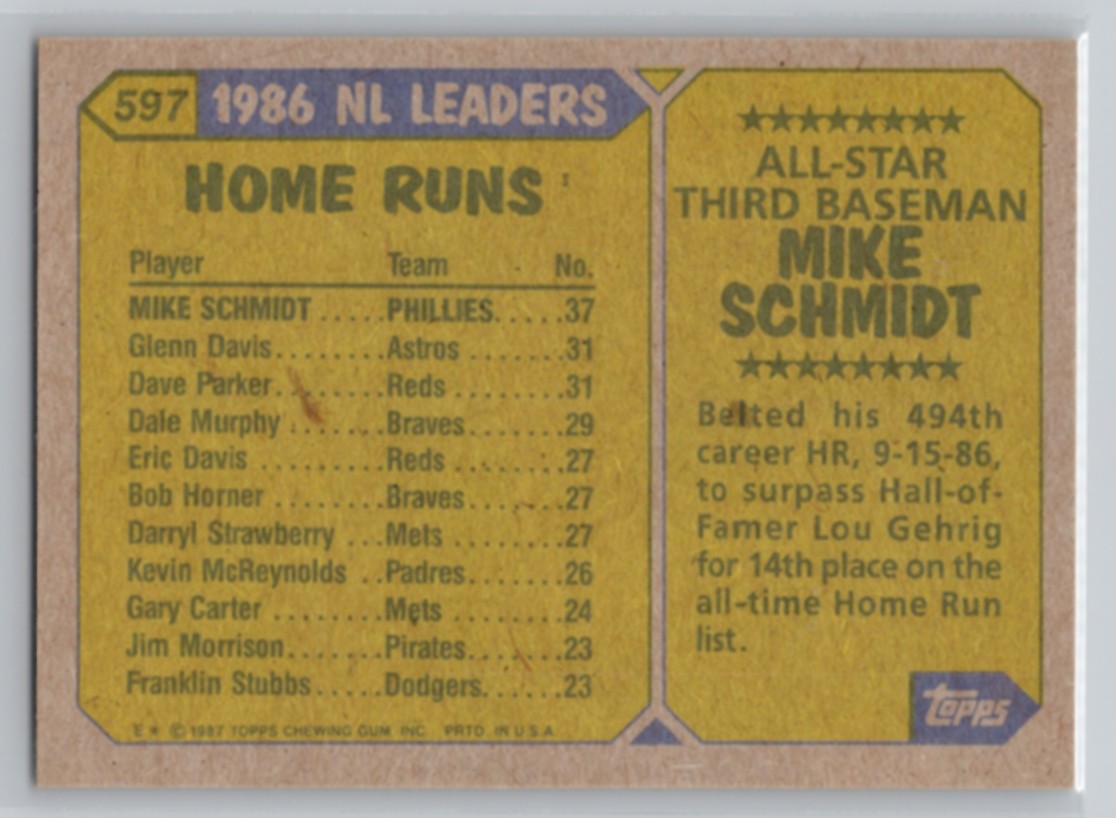 597 1986 NL LEADERS
HOME RUNS
Player Team No.
MIKE SCHMIDT .....PHILLIES.....37
Glenn Davis........Astros .......31
Dave Parker........Reds ........31
Dale Murphy .......Braves.......29
Eric Davis .........Reds ........27
Bob Horner ........Braves.......27
Darryl Strawberry ...Mets ........27
Kevin McReynolds ..Padres.......26
Gary Carter ........Mets ........24
Jim Morrison.......Pirates.......23
Franklin Stubbs.....Dodgers......23
E* ©1987 TOPPS CHEWING GUM, INC. PRTD. IN U.S.A.
★★★★★★★★
ALL-STAR
THIRD BASEMAN
MIKE
SCHMIDT
★★★★★★★★
Belted his 494th
career HR, 9-15-86,
to surpass Hall-of-
Famer Lou Gehrig
for 14th place on the
all-time Home Run
list.
topps